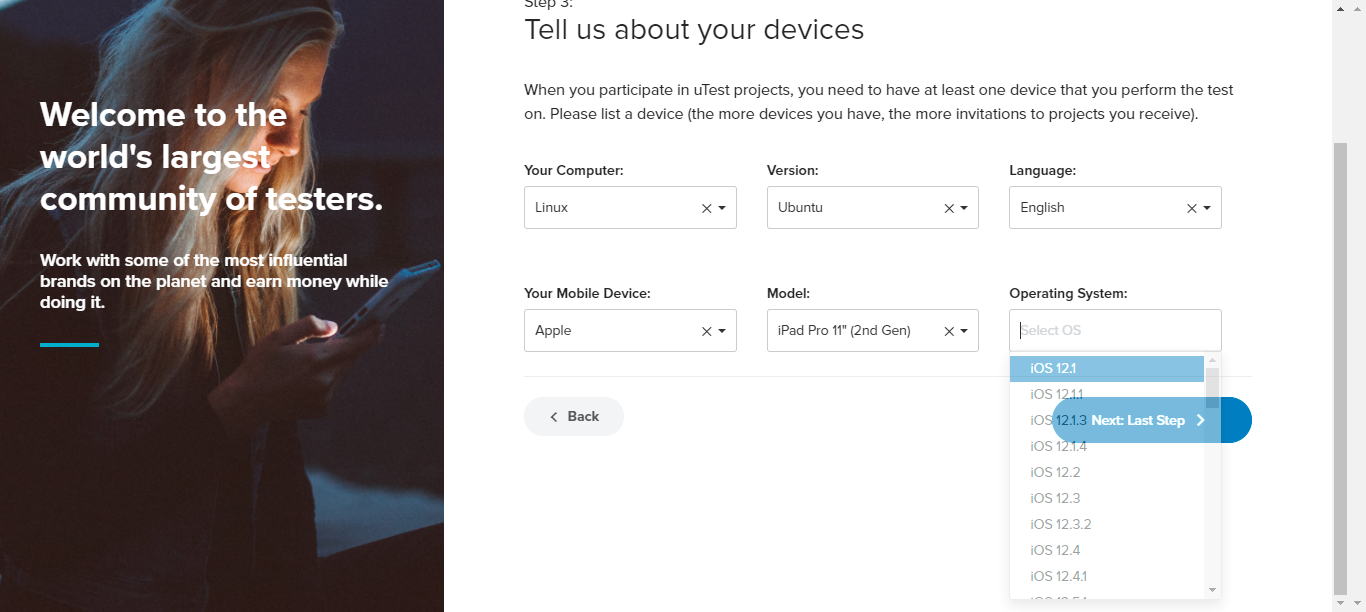 Step 3:
Tell us about your devices
Welcome to the
world's largest
community of testers.
Work with some of the most influential
brands on the planet and earn money while
doing it.
When you participate in uTest projects, you need to have at least one device that you perform the test
on. Please list a device (the more devices you have, the more invitations to projects you receive).
Your Computer: Version: Language:
Linux Ubuntu English
Your Mobile Device: Model: Operating System:
Apple iPad Pro 11" (2nd Gen) Select OS
iOS 12.1
iOS 12.1.1
iOS 12.1.3
iOS 12.1.4
iOS 12.2
iOS 12.3
iOS 12.3.2
iOS 12.4
iOS 12.4.1
Back
Next: Last Step